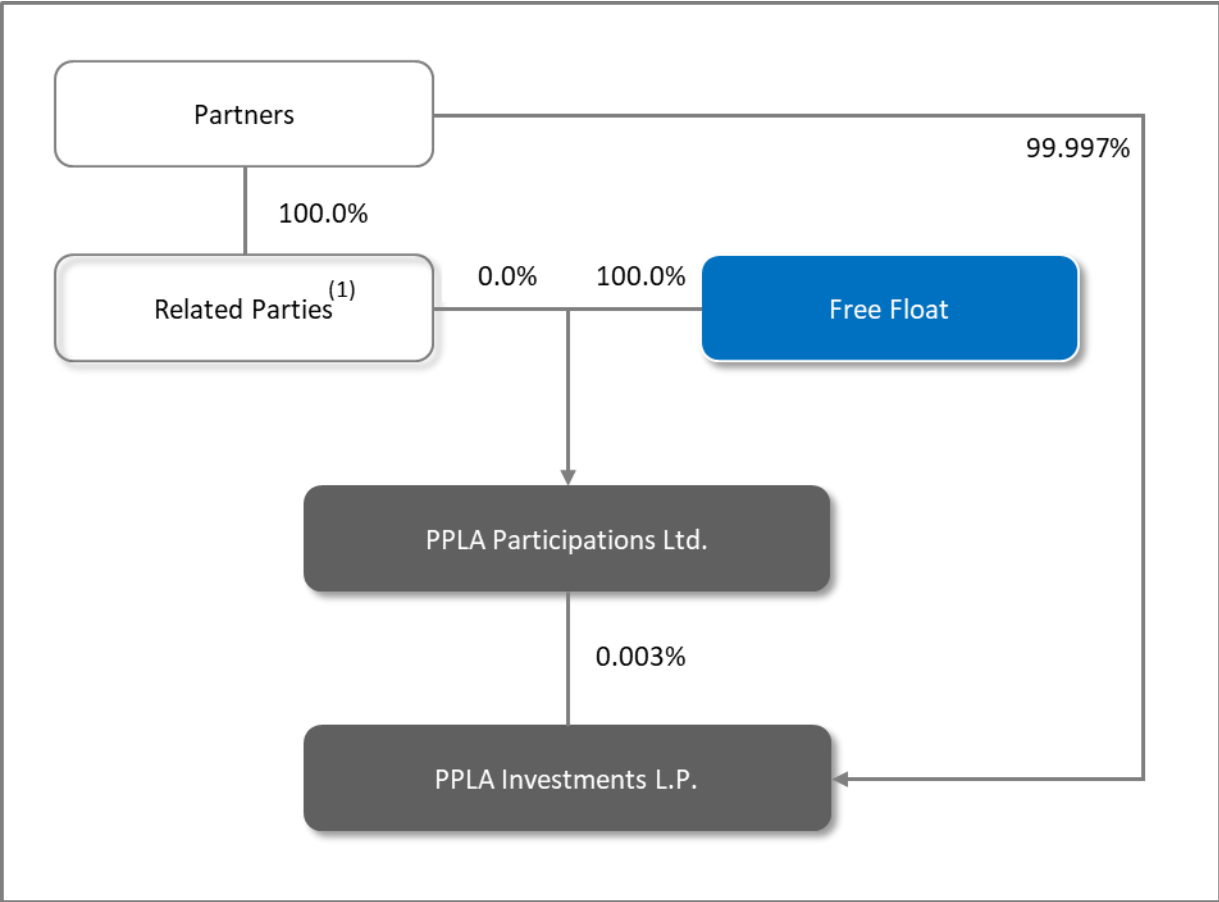 Partners
99.997%
100.0%
Related Parties(1)
0.0%
100.0%
Free Float
PPLA Participations Ltd.
0.003%
PPLA Investments L.P.